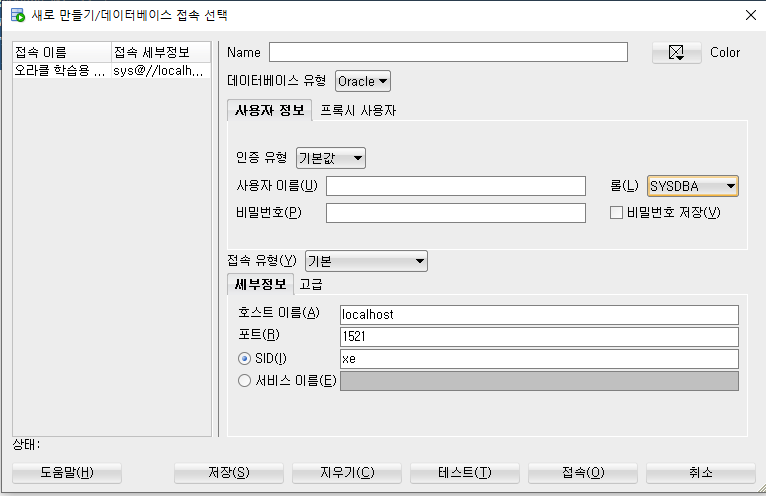 새로 만들기/데이터베이스 접속 선택
접속 이름 접속 세부정보
오라클 학습용 ... sys@//localh...
Name
Color
데이터베이스 유형 Oracle
사용자 정보 프록시 사용자
인증 유형 기본값
사용자 이름(U) 롤(L) SYSDBA
비밀번호(P) 비밀번호 저장(V)
접속 유형(Y) 기본
세부정보 고급
호스트 이름(A) localhost
포트(R) 1521
SID(I) xe
서비스 이름(E)
상태:
도움말(H) 저장(S) 지우기(C) 테스트(T) 접속(O) 취소